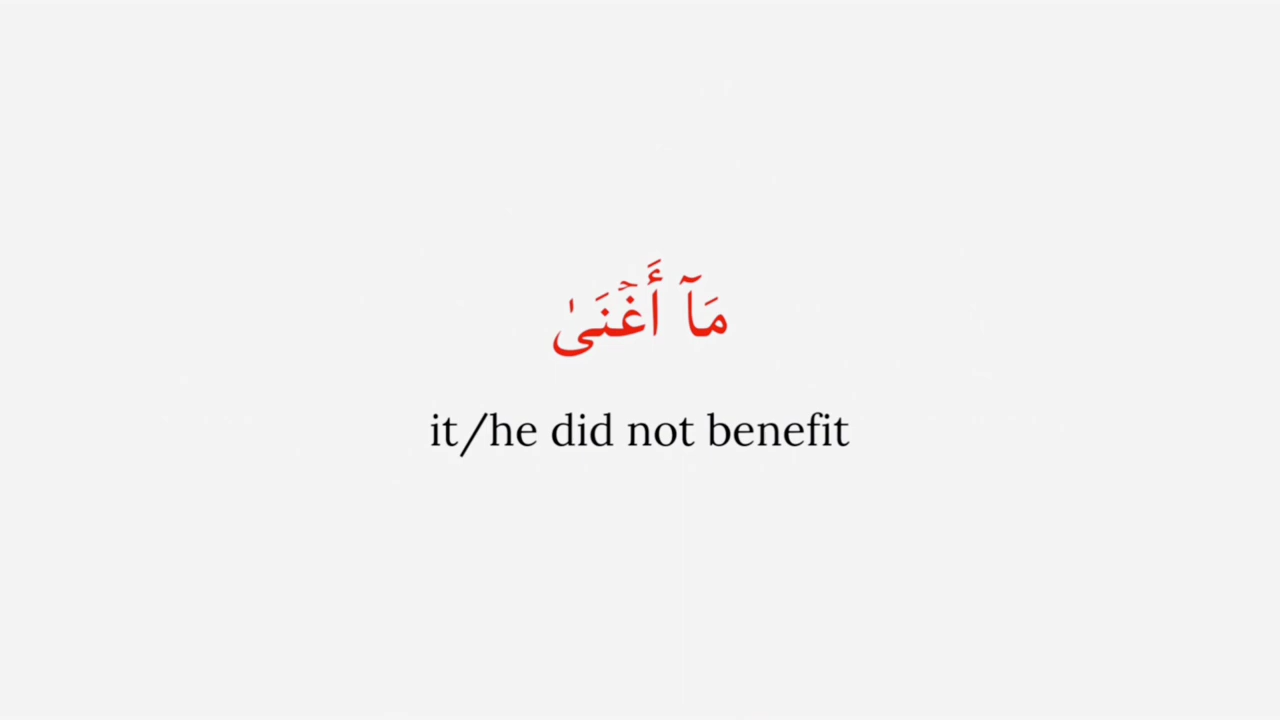 مَآ أَغۡنَىٰ
it/he did not benefit